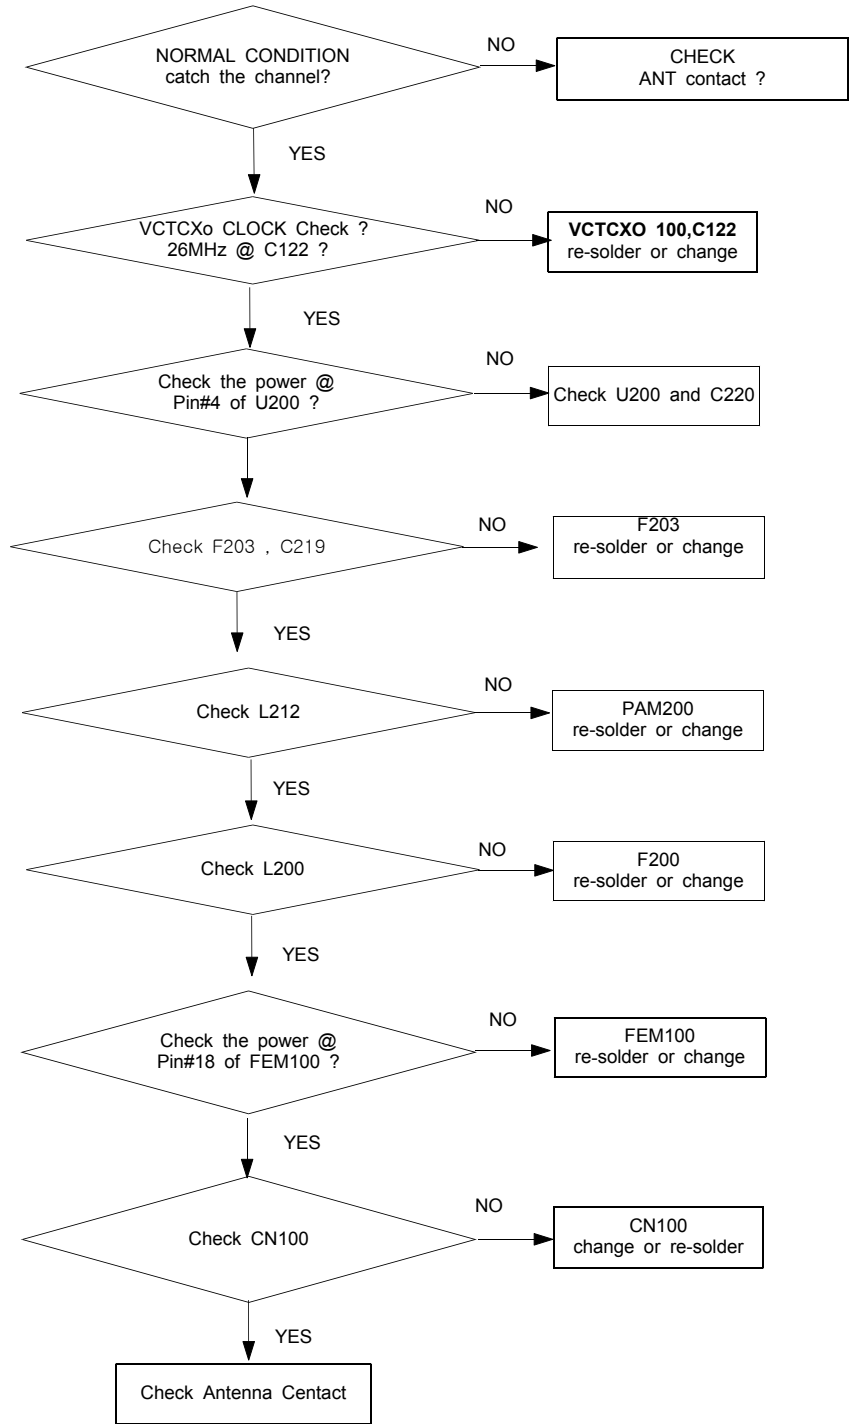 NORMAL CONDITION
catch the channel?
NO
CHECK
ANT contact ?
YES
VCTCXo CLOCK Check ?
26MHz @ C122 ?
NO
VCTCXO 100,C122
re-solder or change
YES
Check the power @
Pin#4 of U200 ?
NO
Check U200 and C220
Check F203 , C219
NO
F203
re-solder or change
YES
Check L212
NO
PAM200
re-solder or change
YES
Check L200
NO
F200
re-solder or change
YES
Check the power @
Pin#18 of FEM100 ?
NO
FEM100
re-solder or change
YES
Check CN100
NO
CN100
change or re-solder
YES
Check Antenna Centact